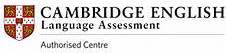 CAMBRIDGE ENGLISH
Language Assessment
Authorised Centre